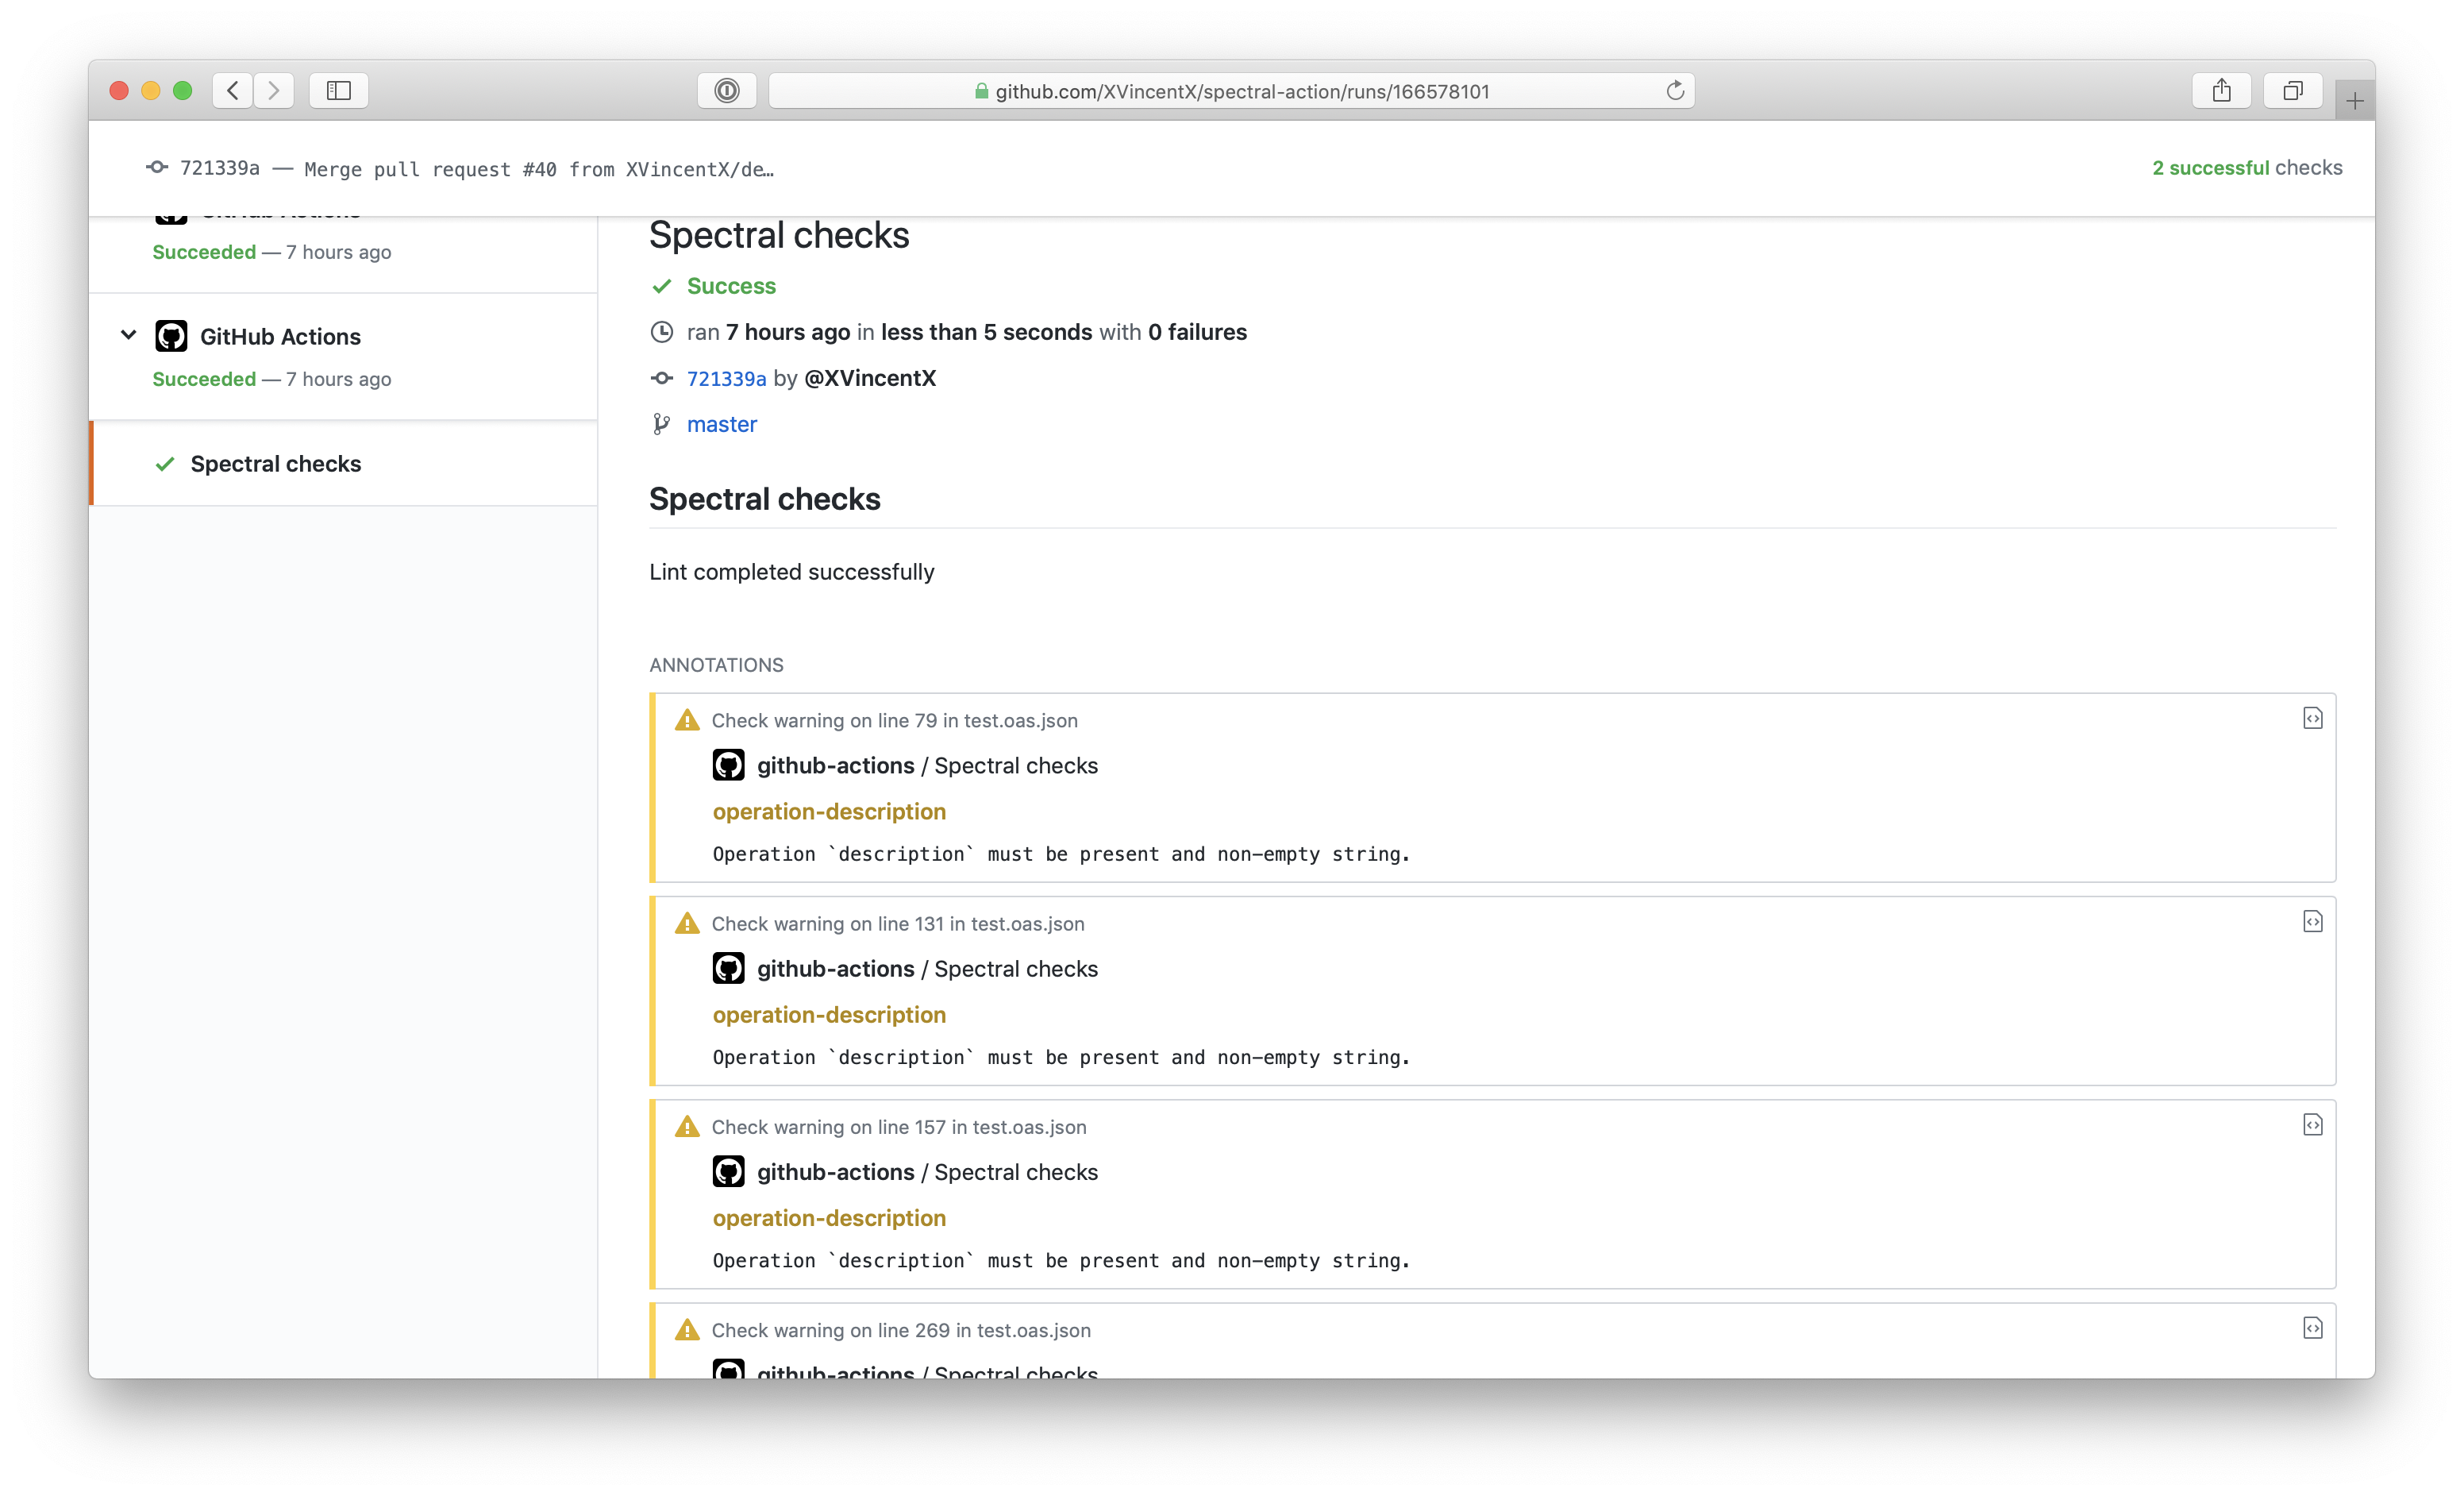 github.com/XVincentX/spectral-action/runs/166578101
721339a — Merge pull request #40 from XVincentX/de…
2 successful checks
GitHub Actions
Succeeded — 7 hours ago
GitHub Actions
Succeeded — 7 hours ago
Spectral checks
Spectral checks
Success
ran 7 hours ago in less than 5 seconds with 0 failures
721339a by @XVincentX
master
Spectral checks
Lint completed successfully
ANNOTATIONS
Check warning on line 79 in test.oas.json
github-actions / Spectral checks
operation-description
Operation `description` must be present and non-empty string.
Check warning on line 131 in test.oas.json
github-actions / Spectral checks
operation-description
Operation `description` must be present and non-empty string.
Check warning on line 157 in test.oas.json
github-actions / Spectral checks
operation-description
Operation `description` must be present and non-empty string.
Check warning on line 269 in test.oas.json
github-actions / Spectral checks